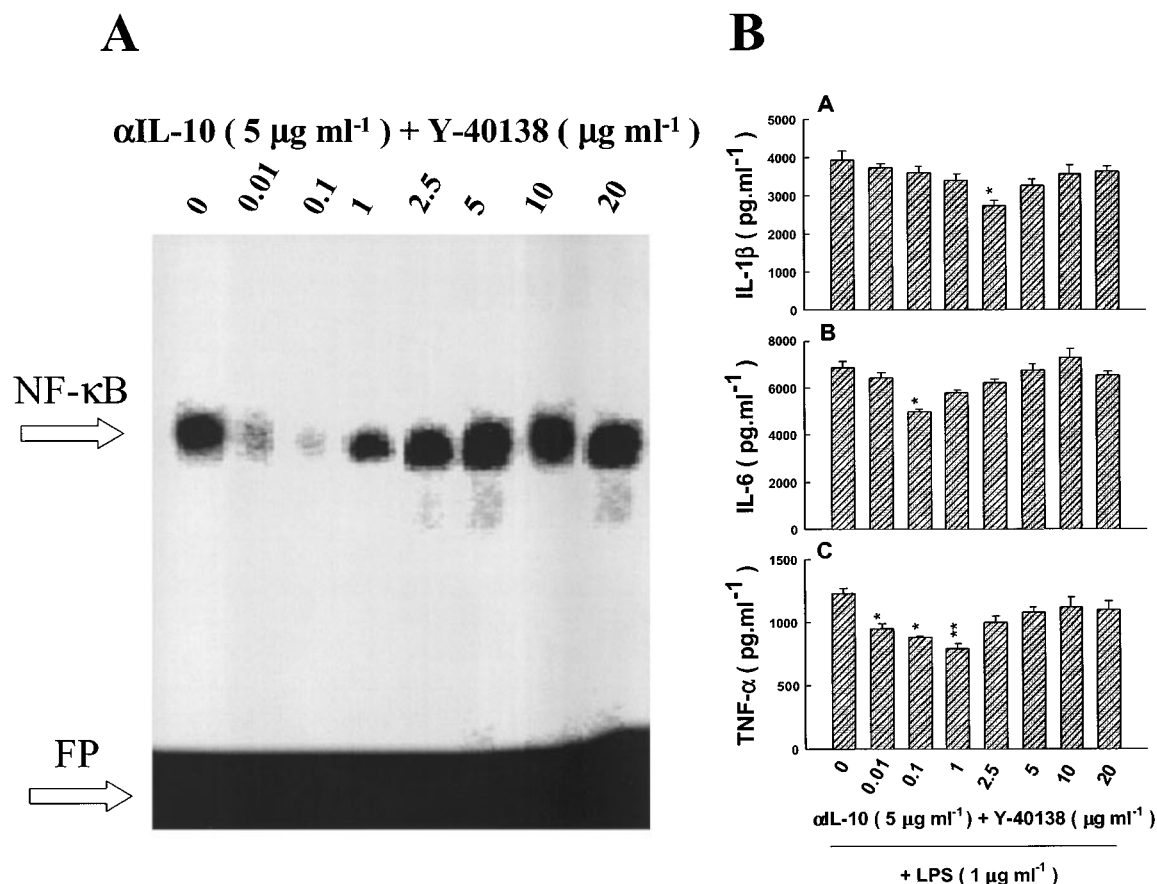 A
αIL-10 ( 5 µg ml-1 ) + Y-40138 ( µg ml-1 )
0 0.01 0.1 1 2.5 5 10 20
NF-κB
FP
B
A
5000
4000
3000
2000
1000
0
IL-1β ( pg.ml-1 )
*
B
8000
6000
4000
2000
0
IL-6 ( pg.ml-1 )
*
C
1500
1000
500
0
TNF-α ( pg.ml-1 )
* * **
0 0.01 0.1 1 2.5 5 10 20
αIL-10 ( 5 µg ml-1 ) + Y-40138 ( µg ml-1 )
+ LPS ( 1 µg ml-1 )